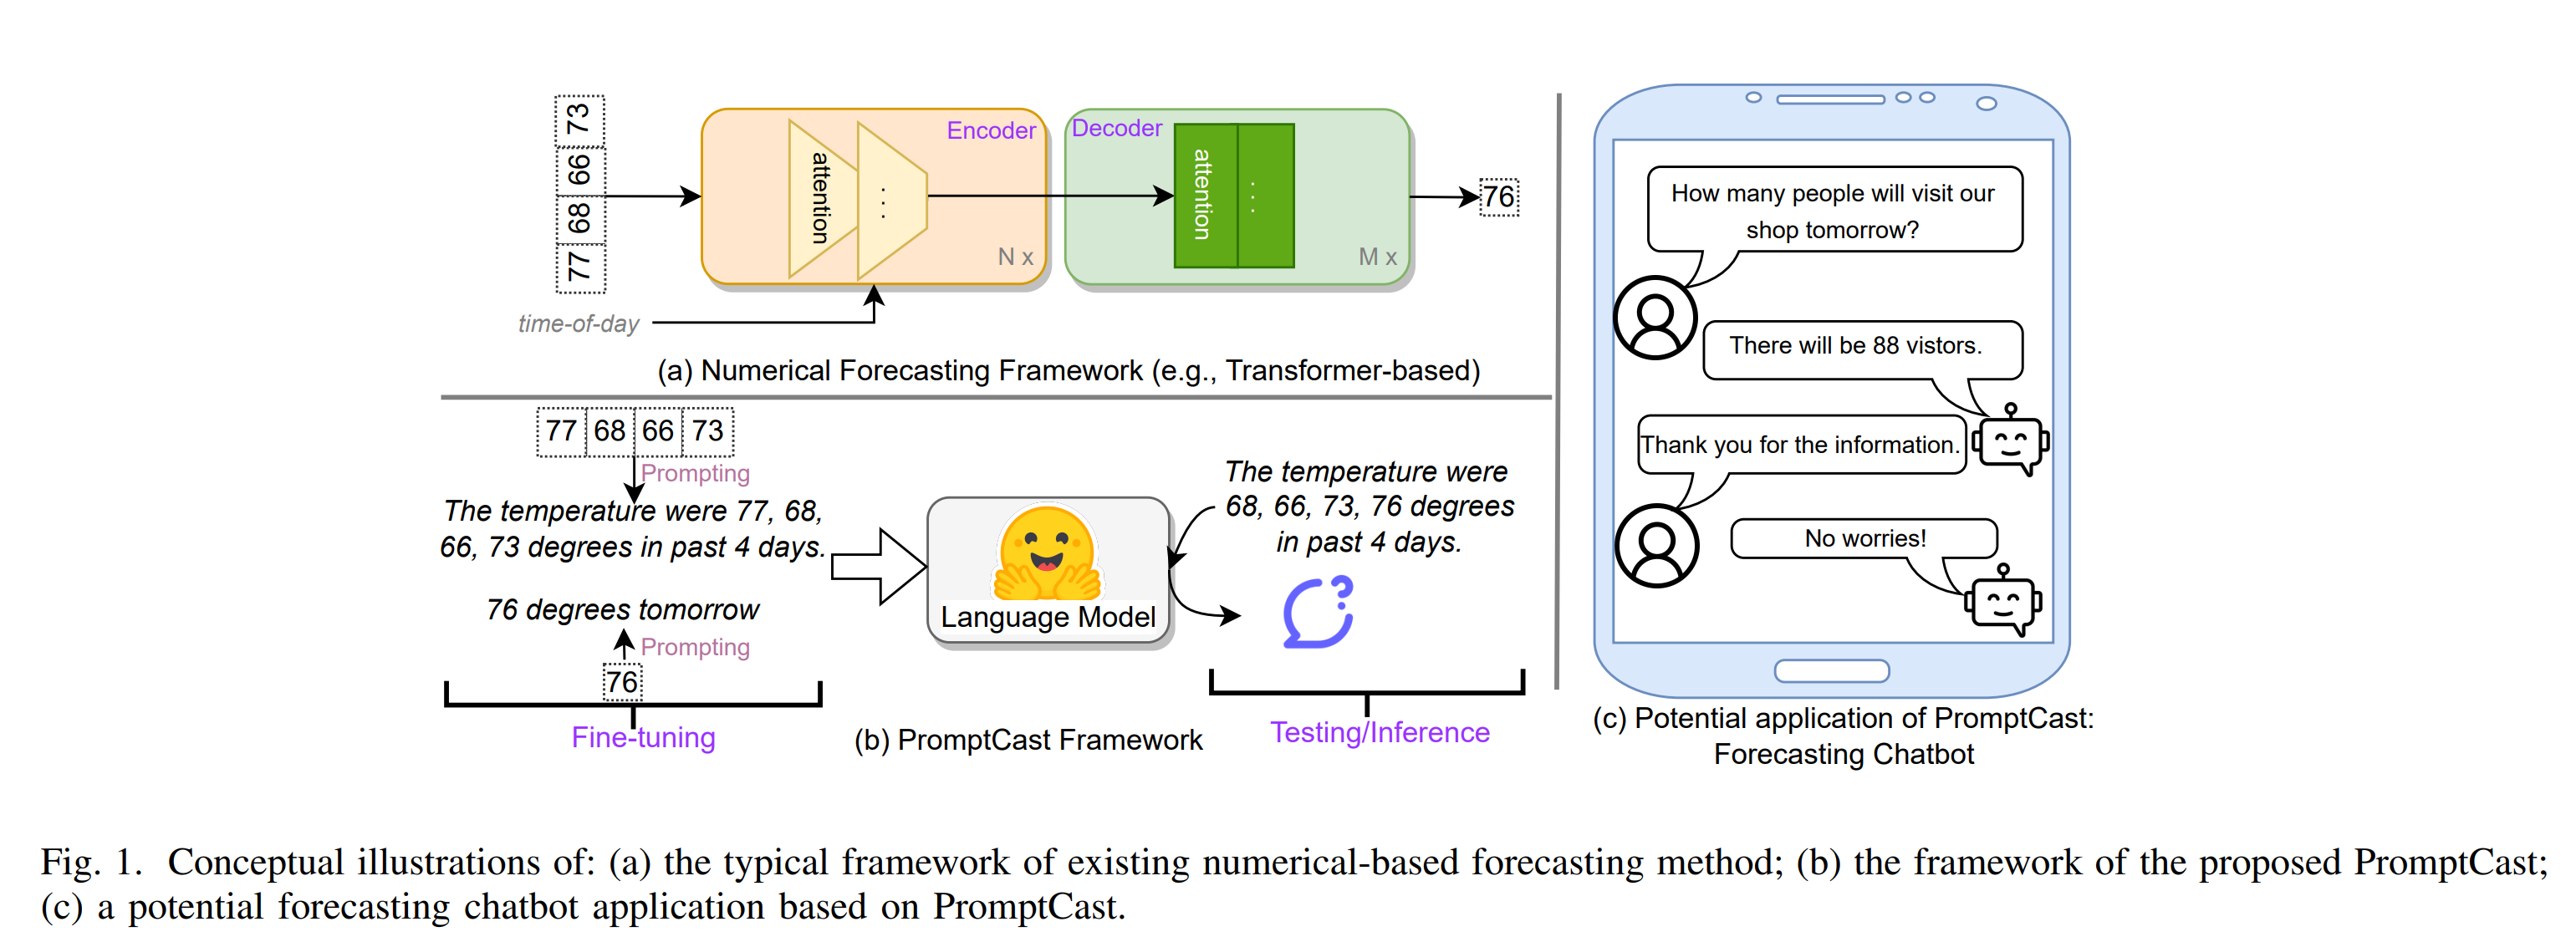 73
66
68
77
Encoder
attention
...
N x
Decoder
attention
...
M x
76
time-of-day
(a) Numerical Forecasting Framework (e.g., Transformer-based)
77 68 66 73
Prompting
The temperature were 77, 68,
66, 73 degrees in past 4 days.
76 degrees tomorrow
Prompting
76
Fine-tuning
Language Model
The temperature were
68, 66, 73, 76 degrees
in past 4 days.
?
Testing/Inference
(b) PromptCast Framework
How many people will visit our
shop tomorrow?
There will be 88 vistors.
Thank you for the information.
No worries!
(c) Potential application of PromptCast:
Forecasting Chatbot
Fig. 1. Conceptual illustrations of: (a) the typical framework of existing numerical-based forecasting method; (b) the framework of the proposed PromptCast;
(c) a potential forecasting chatbot application based on PromptCast.